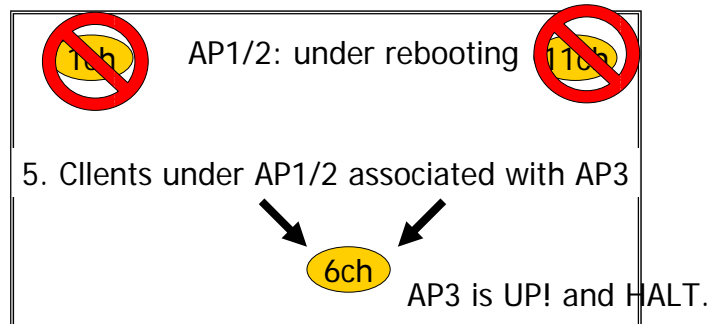 1ch AP1/2: under rebooting 11ch
5. Cllents under AP1/2 associated with AP3
6ch
AP3 is UP! and HALT.